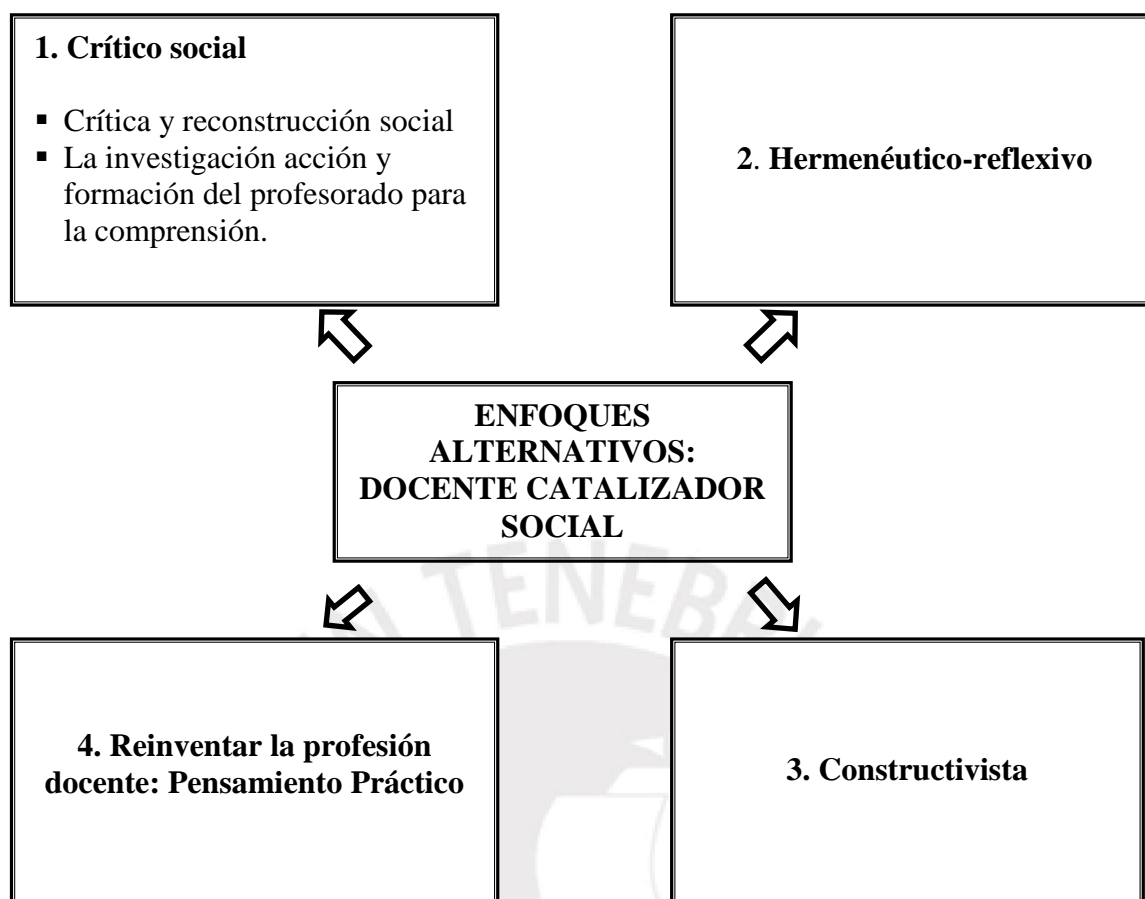 1. Crítico social
▪ Crítica y reconstrucción social
▪ La investigación acción y
formación del profesorado para
la comprensión.
2. Hermenéutico-reflexivo
ENFOQUES
ALTERNATIVOS:
DOCENTE CATALIZADOR
SOCIAL
TENEB
4. Reinventar la profesión
docente: Pensamiento Práctico
3. Constructivista